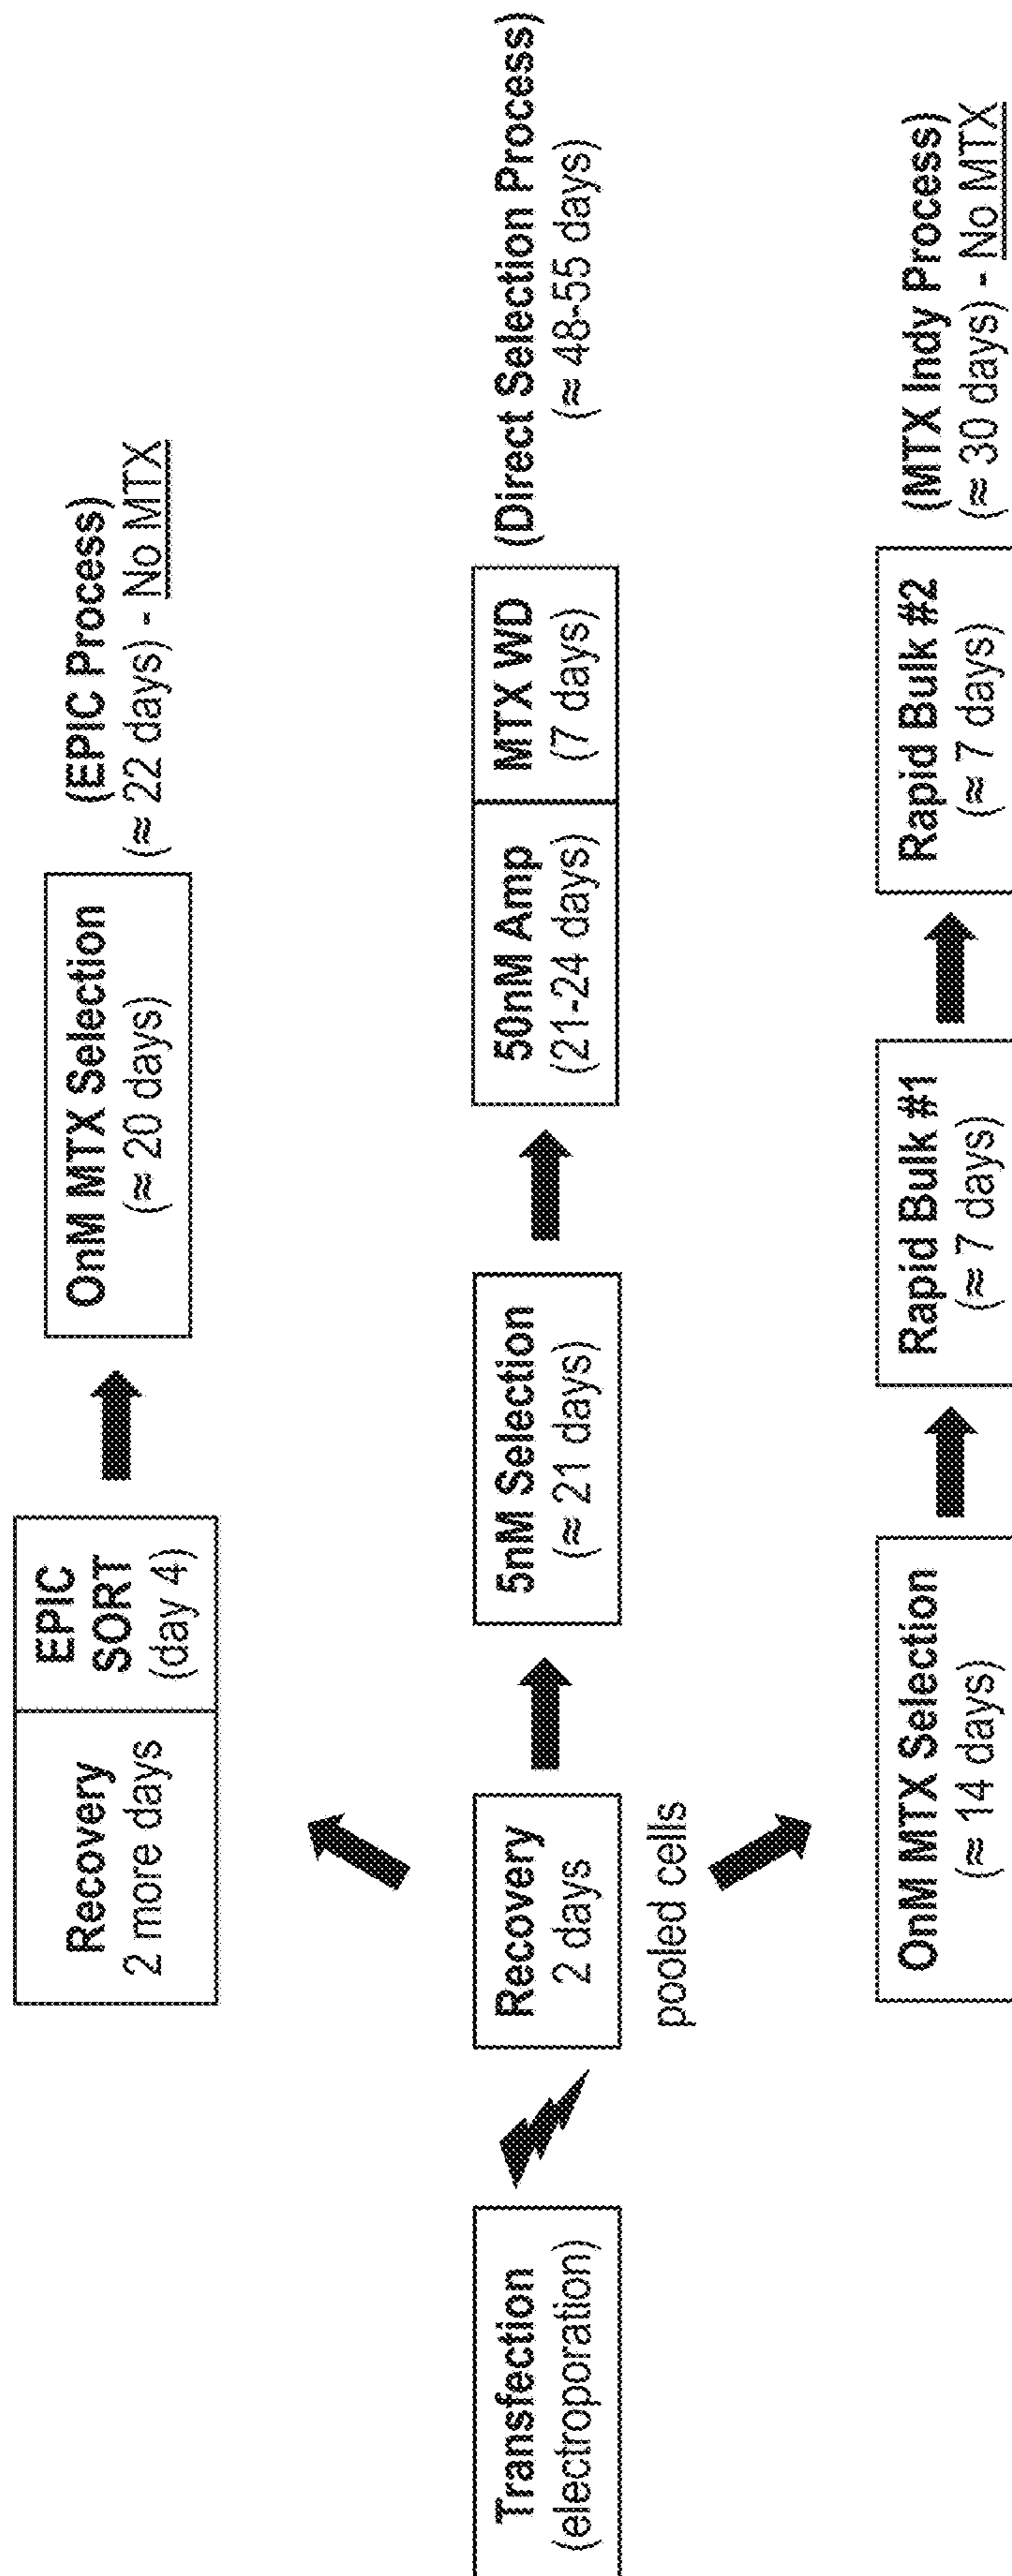 Transfection
(electroporation)
Recovery
2 days
pooled cells
Recovery
2 more days
EPIC
SORT
(day 4)
OnM MTX Selection
(≈ 20 days)
(EPIC Process)
(≈ 22 days) - No MTX
5nM Selection
(≈ 21 days)
50nM Amp
(21-24 days)
MTX WD
(7 days)
(Direct Selection Process)
(≈ 48-55 days)
OnM MTX Selection
(≈ 14 days)
Rapid Bulk #1
(≈ 7 days)
Rapid Bulk #2
(≈ 7 days)
(MTX Indy Process)
(≈ 30 days) - No MTX